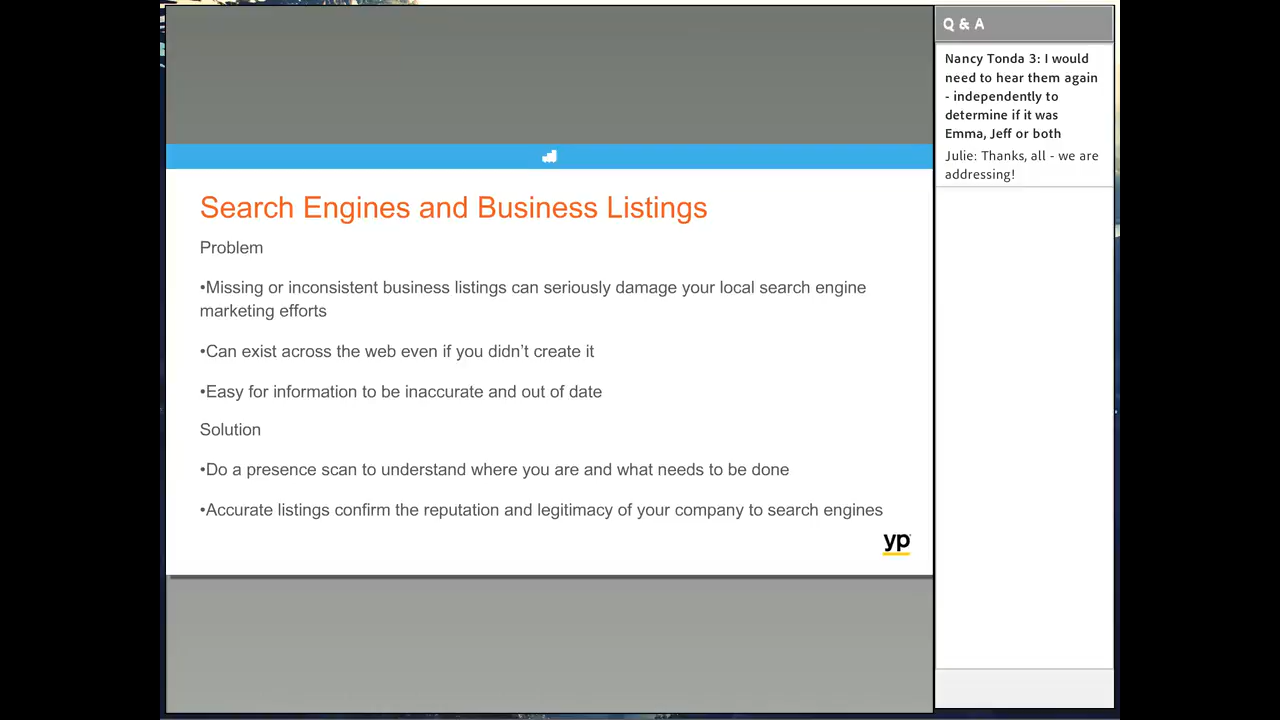 Search Engines and Business Listings
Problem
•Missing or inconsistent business listings can seriously damage your local search engine
marketing efforts
•Can exist across the web even if you didn’t create it
•Easy for information to be inaccurate and out of date
Solution
•Do a presence scan to understand where you are and what needs to be done
•Accurate listings confirm the reputation and legitimacy of your company to search engines
yp
Q & A
Nancy Tonda 3: I would
need to hear them again
- independently to
determine if it was
Emma, Jeff or both
Julie: Thanks, all - we are
addressing!